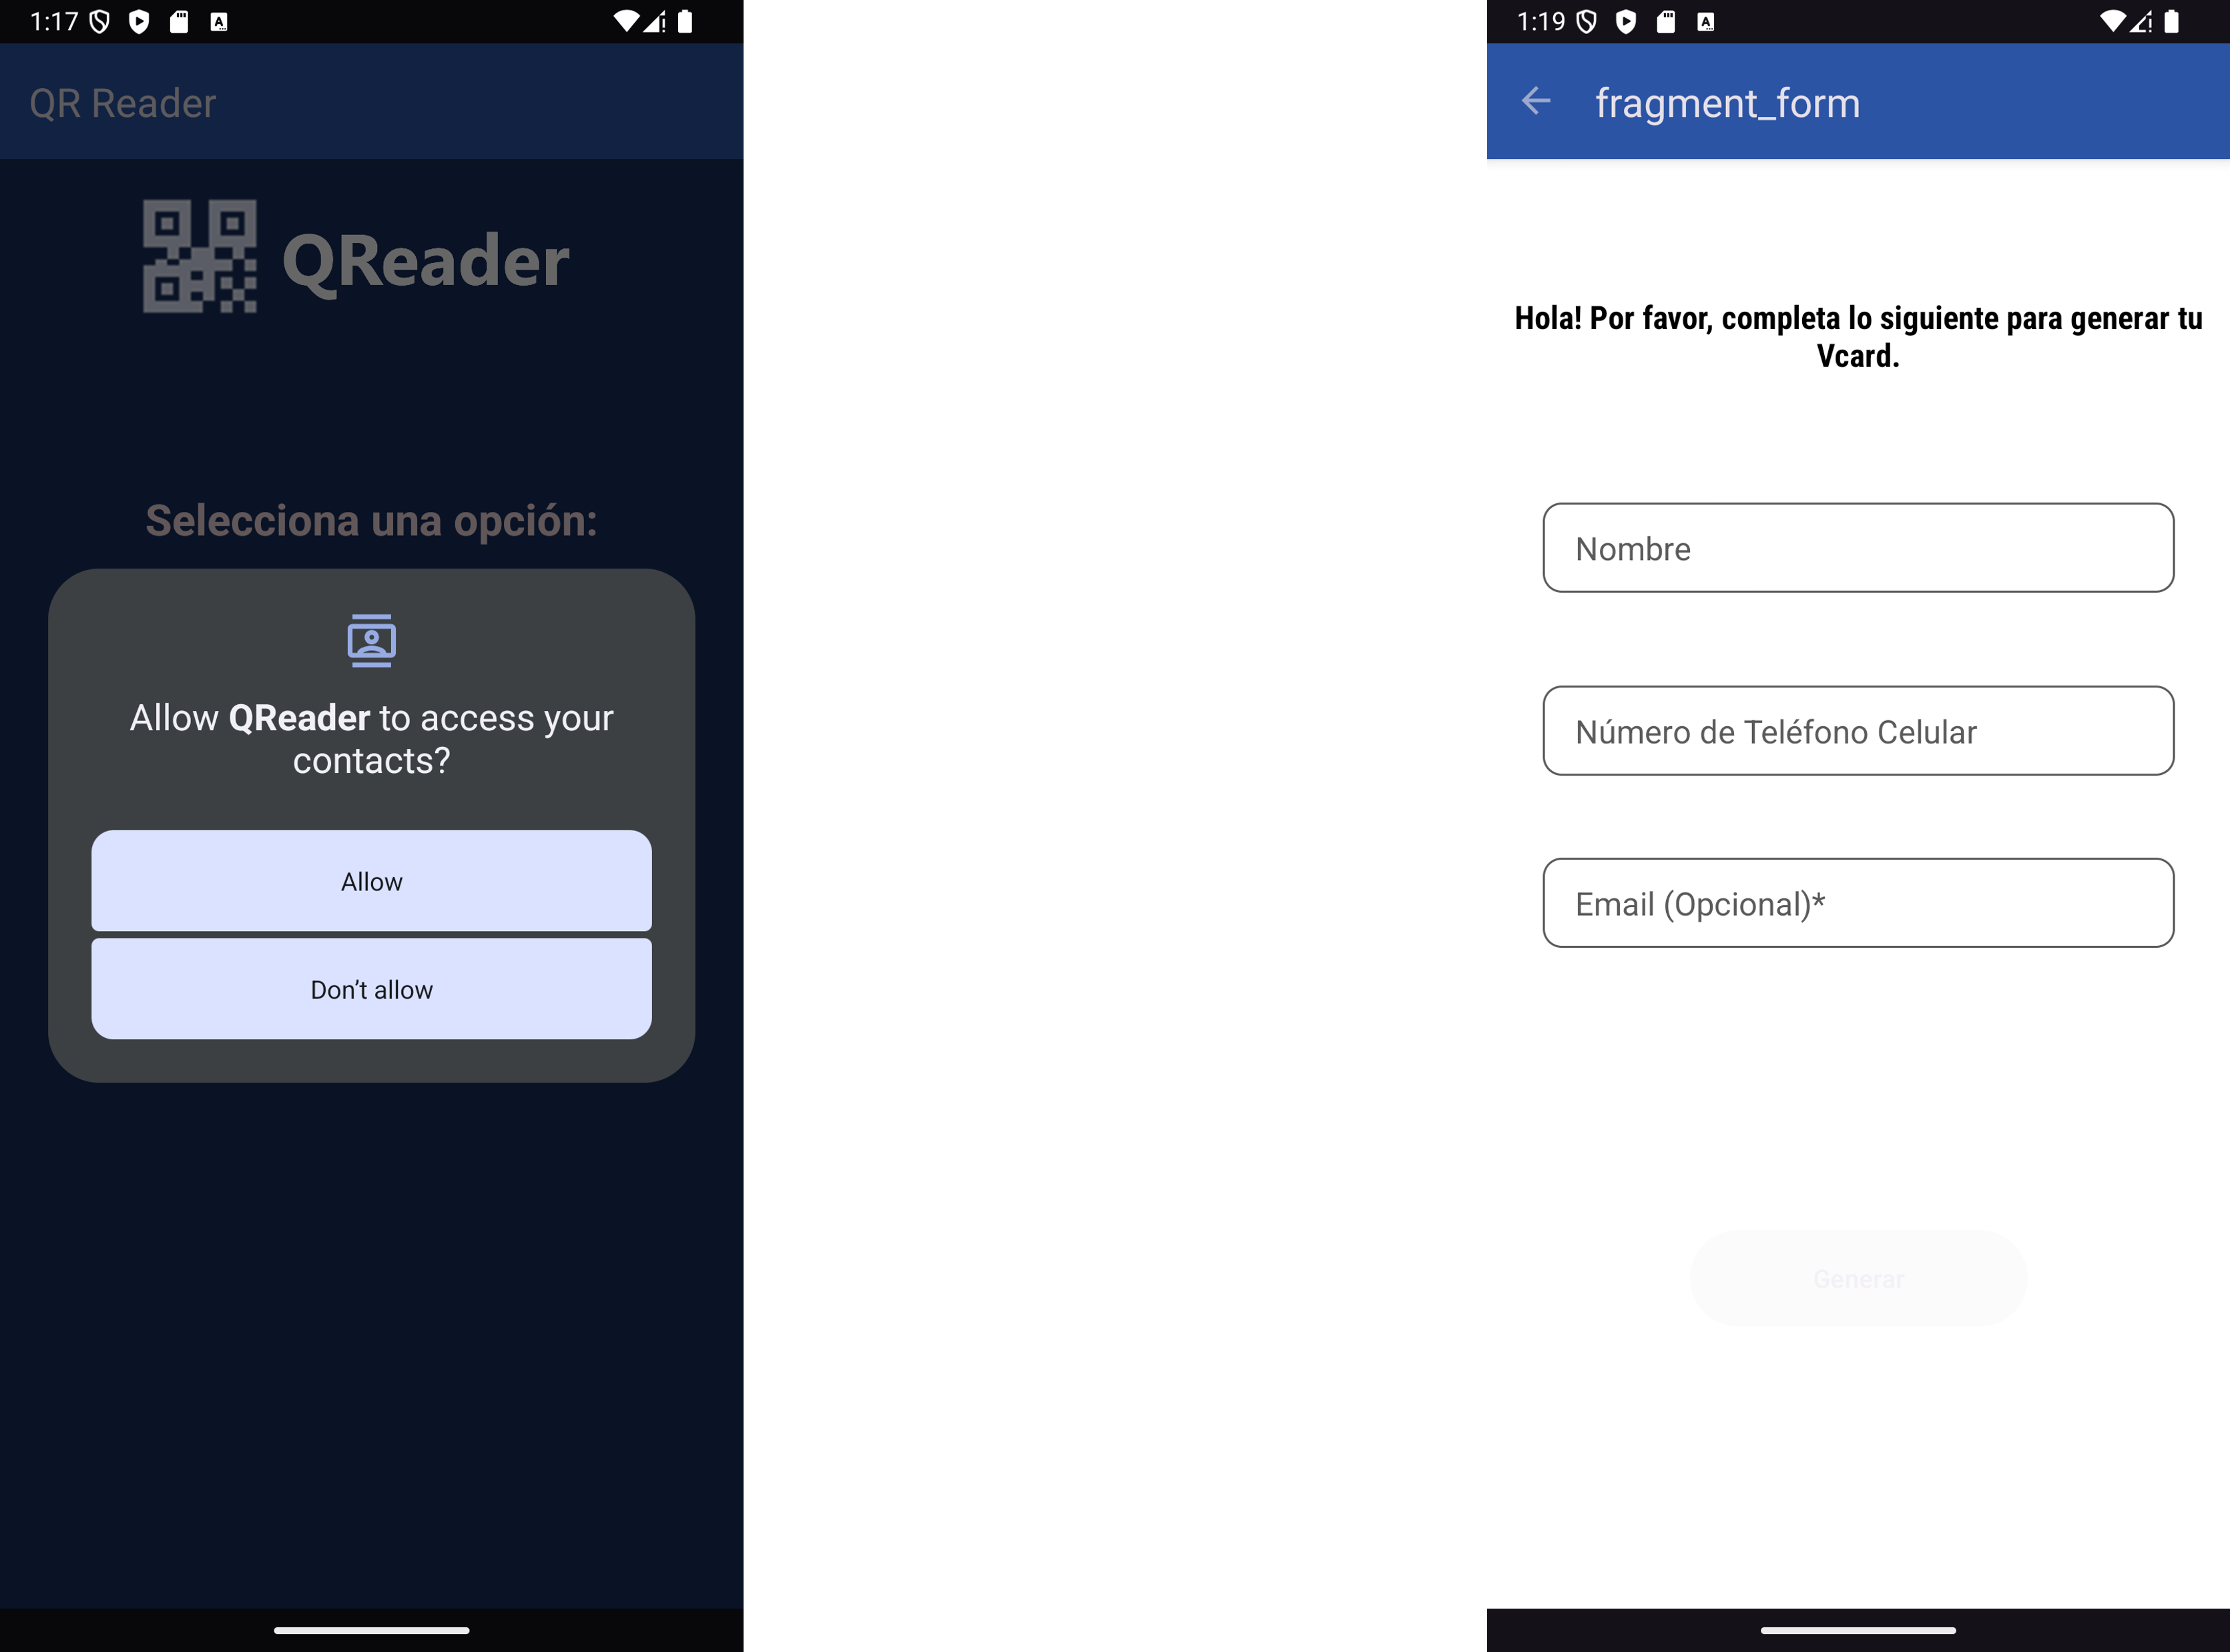 1:17
QR Reader
QReader
Selecciona una opción:
Allow QReader to access your
contacts?
Allow
Don’t allow
1:19
fragment_form
Hola! Por favor, completa lo siguiente para generar tu
Vcard.
Nombre
Número de Teléfono Celular
Email (Opcional)*
Generar